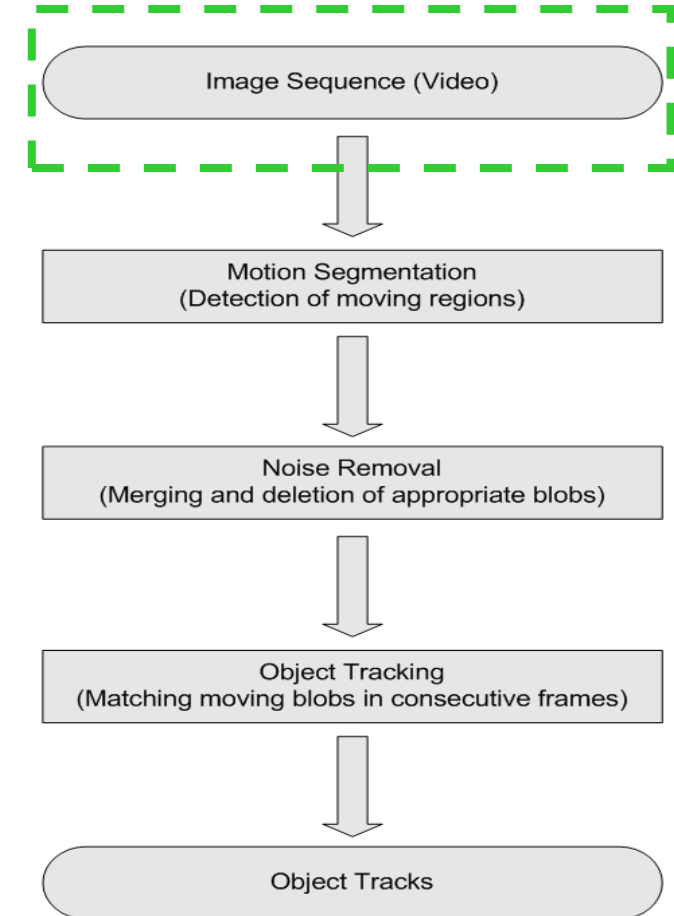 Image Sequence (Video)
Motion Segmentation
(Detection of moving regions)
Noise Removal
(Merging and deletion of appropriate blobs)
Object Tracking
(Matching moving blobs in consecutive frames)
Object Tracks